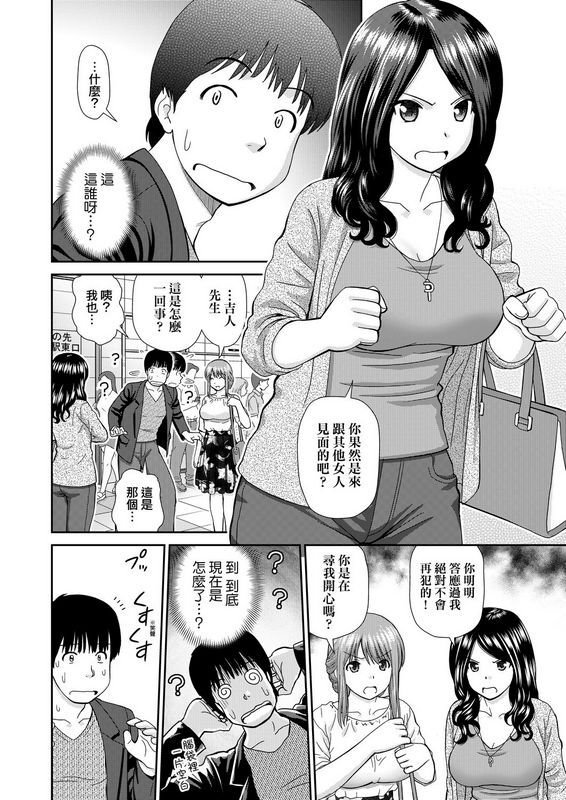 你果然是來
跟其他女人
見面的吧?
…什麼?
這
這誰呀…?
…吉人
先生
這是怎麼
一回事?
咦?
我也…
這是
那個…
の先
駅東口
你明明
答應過我
絕對不會
再犯的!
你是在
尋我開心嗎?
到 到底
現在是
怎麼了…?
腦袋裡
一片空白
プッ
くすくす
※笑聲